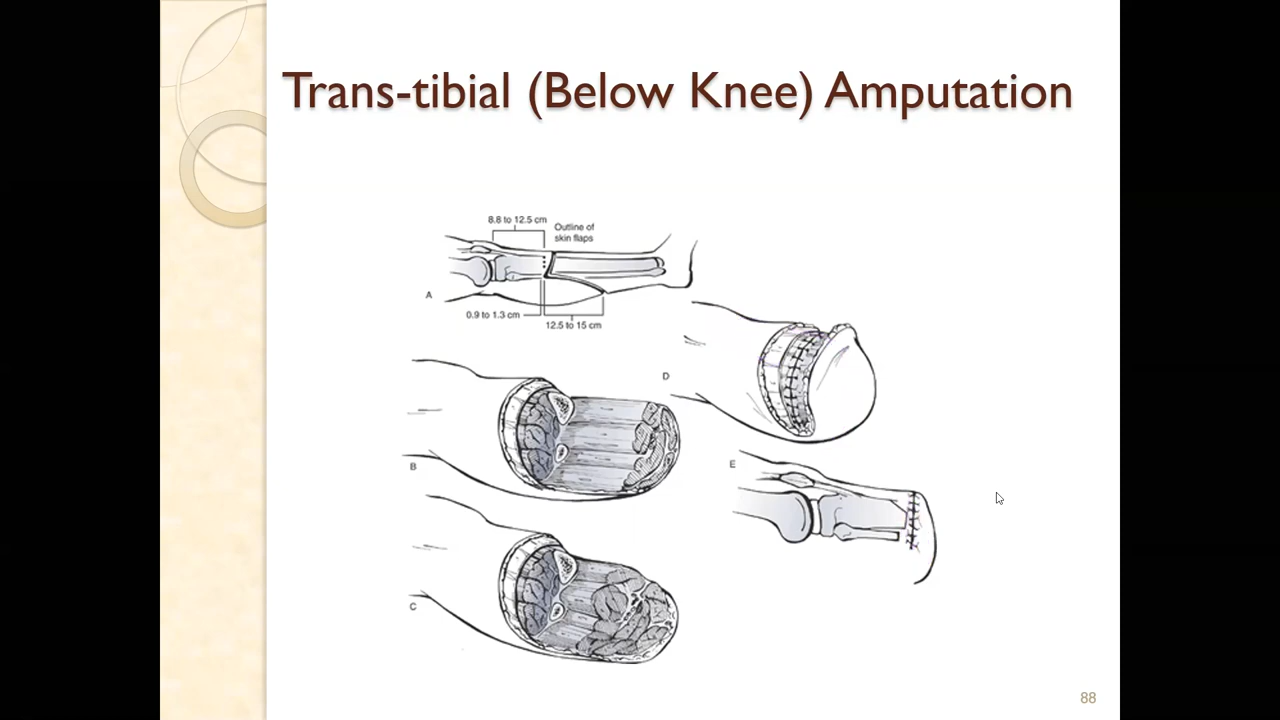 Trans-tibial (Below Knee) Amputation
8.8 to 12.5 cm
Outline of
skin flaps
A
0.9 to 1.3 cm
12.5 to 15 cm
D
B
E
C
88